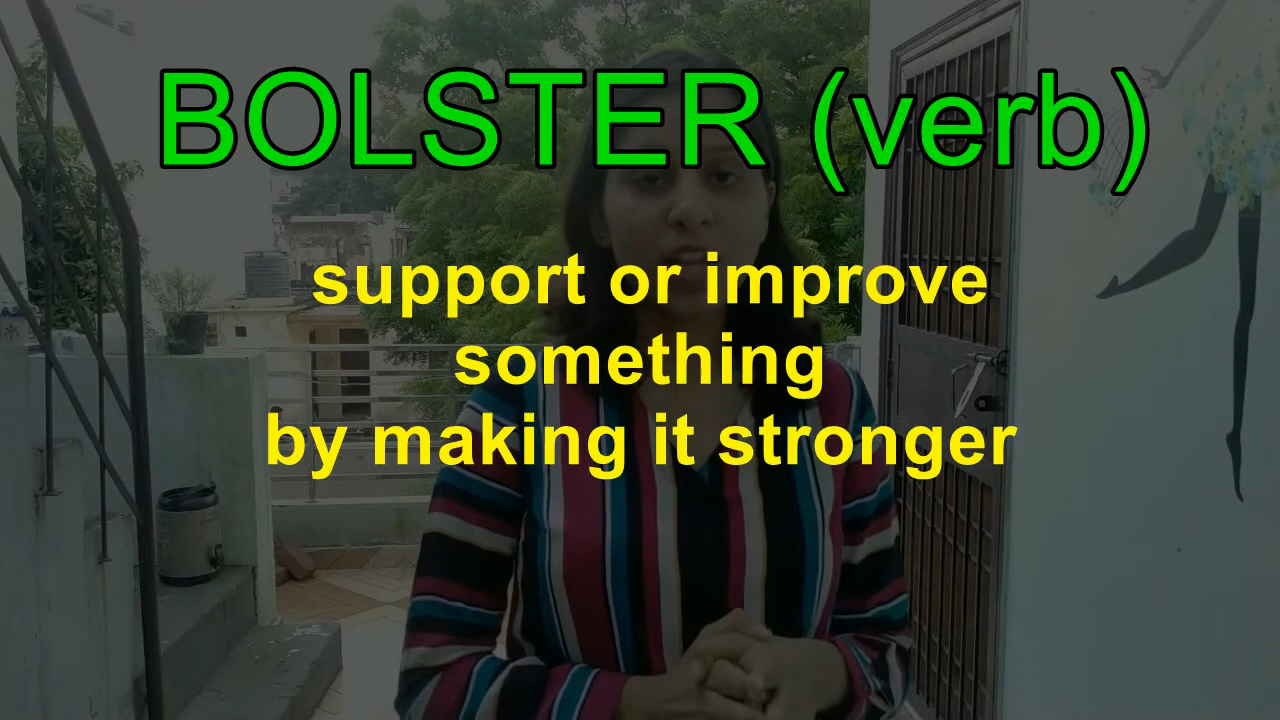 BOLSTER (verb)
support or improve
something
by making it stronger